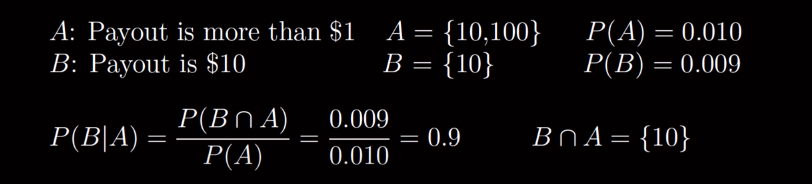 A: Payout is more than $1 A = {10,100} P(A) = 0.010
B: Payout is $10 B = {10} P(B) = 0.009
P(B|A) = P(B ∩ A) / P(A) = 0.009 / 0.010 = 0.9 B ∩ A = {10}